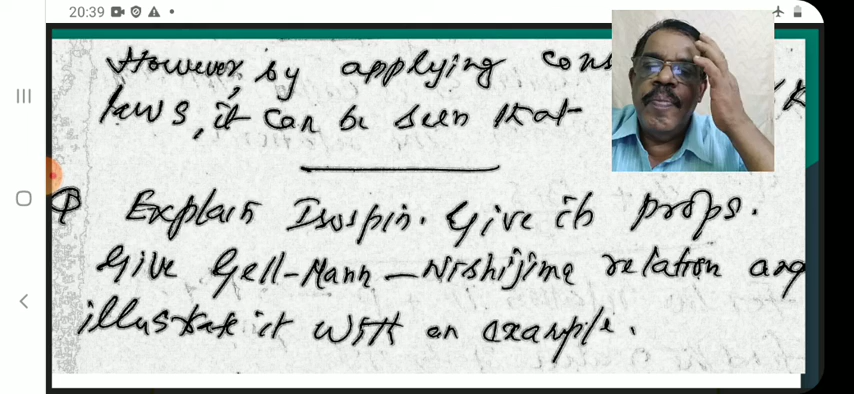 20:39
However, by applying cons
laws, it can be seen that
Q Explain Isospin. Give its props.
Give Gell-Mann-Nishijima relation and
illustrate it with an example.